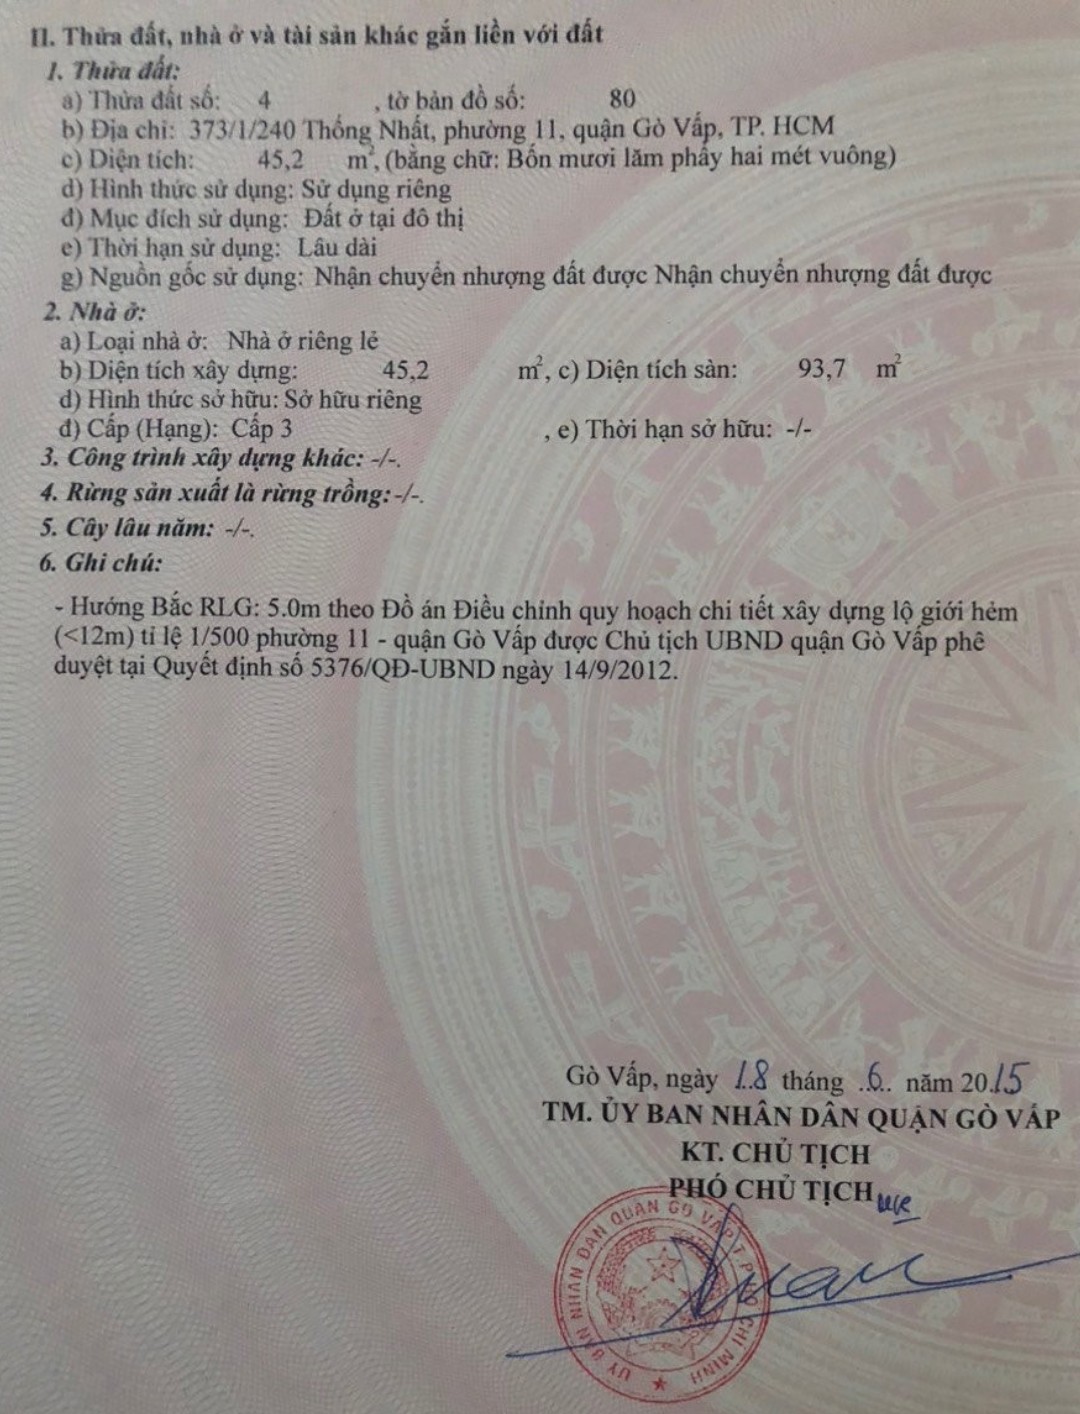 II. Thửa đất, nhà ở và tài sản khác gắn liền với đất
1. Thửa đất:
a) Thửa đất số: 4 , tờ bản đồ số: 80
b) Địa chỉ: 373/1/240 Thống Nhất, phường 11, quận Gò Vấp, TP. HCM
c) Diện tích: 45,2 m², (bằng chữ: Bốn mươi lăm phẩy hai mét vuông)
d) Hình thức sử dụng: Sử dụng riêng
đ) Mục đích sử dụng: Đất ở tại đô thị
e) Thời hạn sử dụng: Lâu dài
g) Nguồn gốc sử dụng: Nhận chuyển nhượng đất được Nhận chuyển nhượng đất được
2. Nhà ở:
a) Loại nhà ở: Nhà ở riêng lẻ
b) Diện tích xây dựng: 45,2 m², c) Diện tích sàn: 93,7 m²
d) Hình thức sở hữu: Sở hữu riêng
đ) Cấp (Hạng): Cấp 3 , e) Thời hạn sở hữu: -/-
3. Công trình xây dựng khác: -/-.
4. Rừng sản xuất là rừng trồng: -/-.
5. Cây lâu năm: -/-.
6. Ghi chú:
- Hướng Bắc RLG: 5.0m theo Đồ án Điều chỉnh quy hoạch chi tiết xây dựng lộ giới hẻm
(<12m) tỉ lệ 1/500 phường 11 - quận Gò Vấp được Chủ tịch UBND quận Gò Vấp phê
duyệt tại Quyết định số 5376/QĐ-UBND ngày 14/9/2012.
Gò Vấp, ngày 18 tháng 6 năm 2015
TM. ỦY BAN NHÂN DÂN QUẬN GÒ VẤP
KT. CHỦ TỊCH
PHÓ CHỦ TỊCH
ỦY BAN NHÂN DÂN QUẬN GÒ VẤP T.P HỒ CHÍ MINH